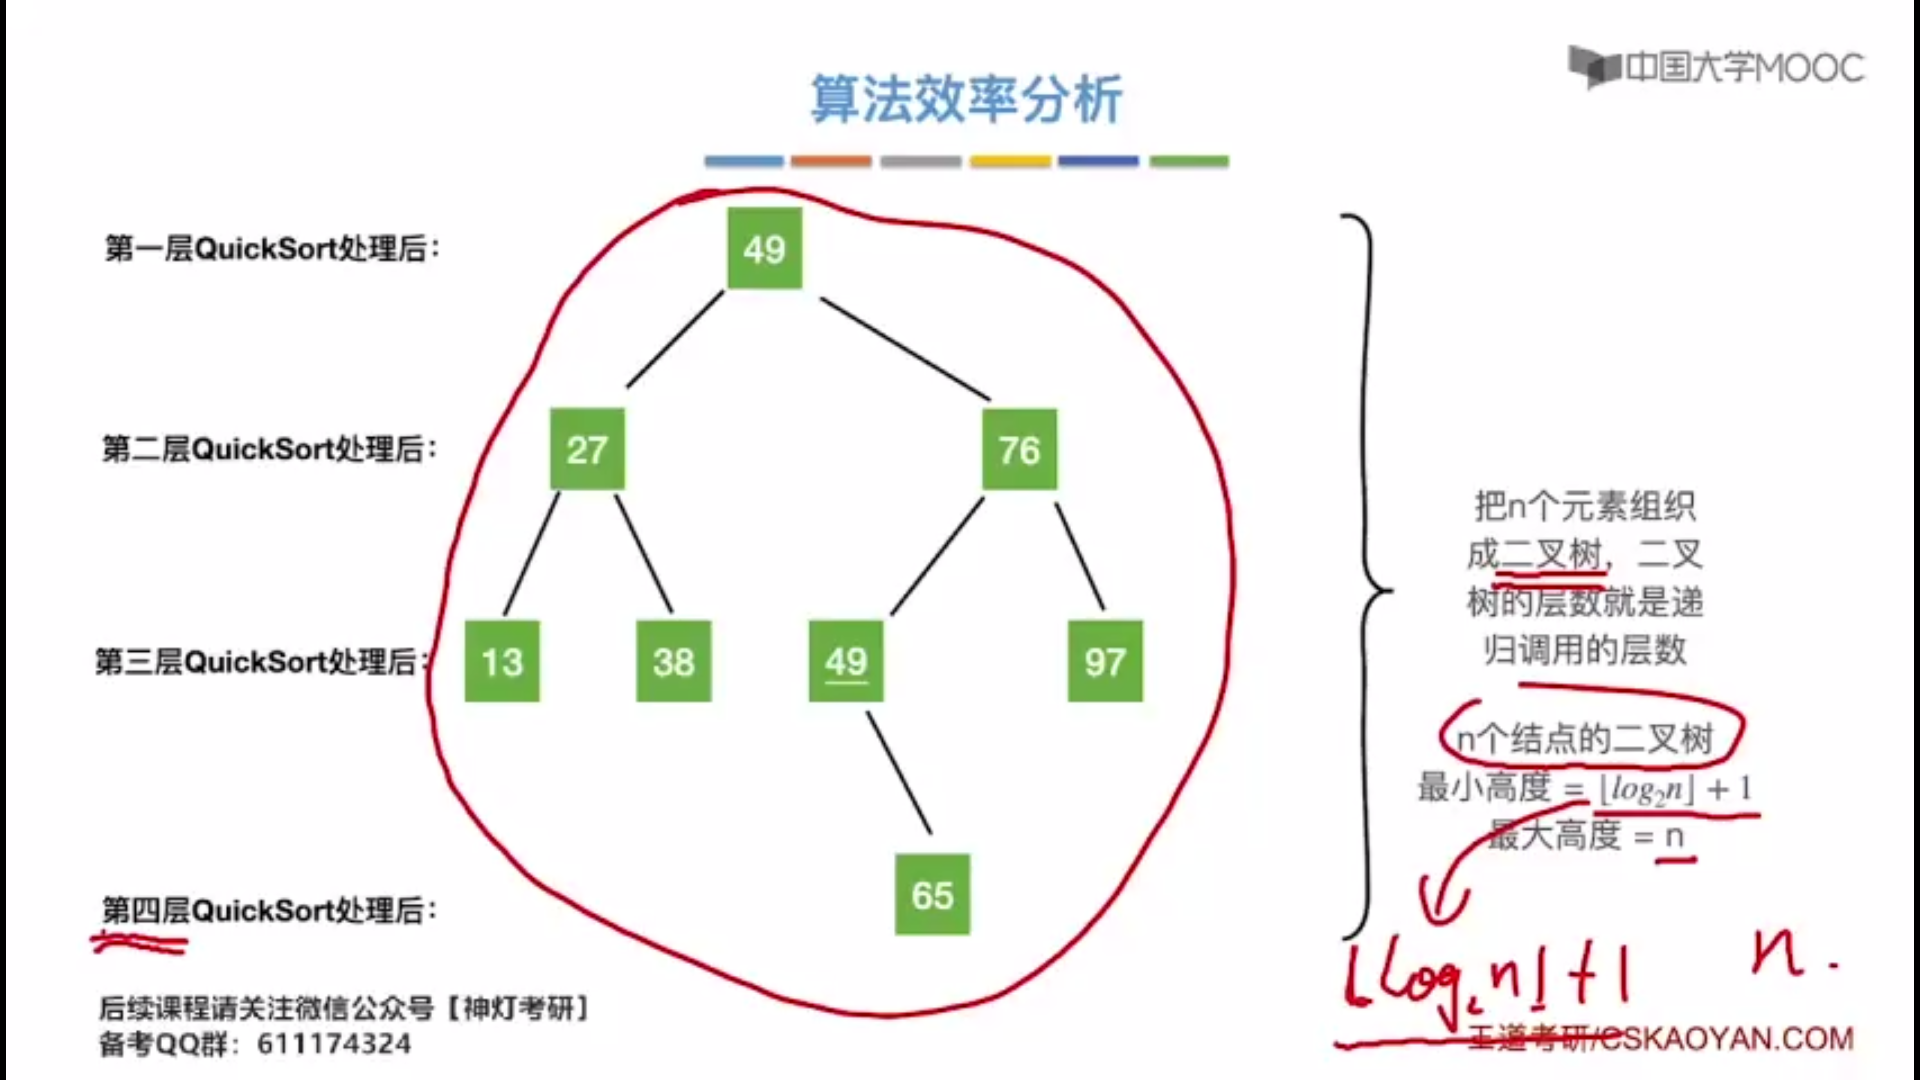 中国大学MOOC
算法效率分析
第一层QuickSort处理后：
49
第二层QuickSort处理后：
27
76
第三层QuickSort处理后：
13
38
49
97
第四层QuickSort处理后：
65
把n个元素组织
成二叉树，二叉
树的层数就是递
归调用的层数
n个结点的二叉树
最小高度 = ⌊log₂n⌋ + 1
最大高度 = n
⌊log₂n⌋+1
n.
后续课程请关注微信公众号【神灯考研】
备考QQ群：611174324
王道考研/CSKAOYAN.COM